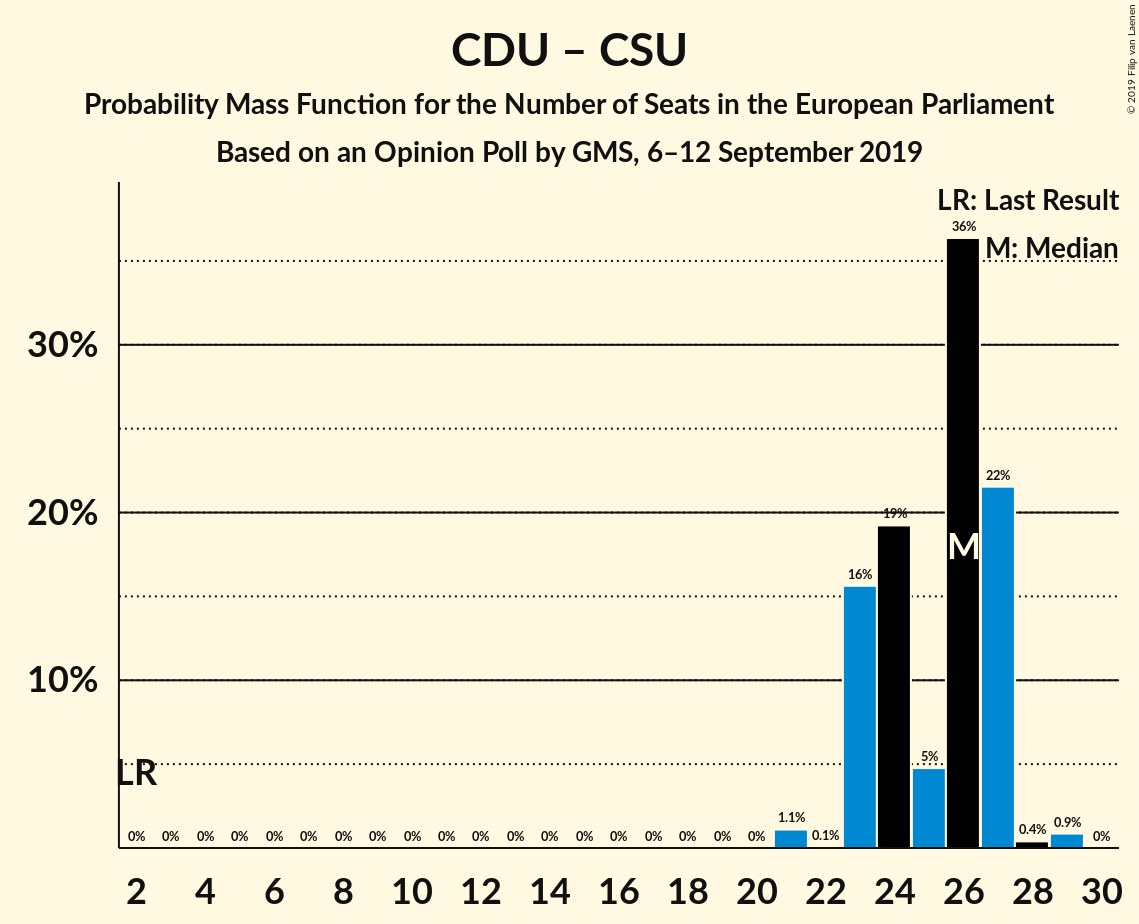 CDU – CSU
Probability Mass Function for the Number of Seats in the European Parliament
Based on an Opinion Poll by GMS, 6–12 September 2019
© 2019 Filip van Laenen
LR: Last Result
M: Median
36%
30%
22%
20%
19%
M
16%
10%
5%
LR
1.1%
0.9%
0.4%
0% 0% 0% 0% 0% 0% 0% 0% 0% 0% 0% 0% 0% 0% 0% 0% 0% 0% 0% 0.1% 0%
2 4 6 8 10 12 14 16 18 20 22 24 26 28 30